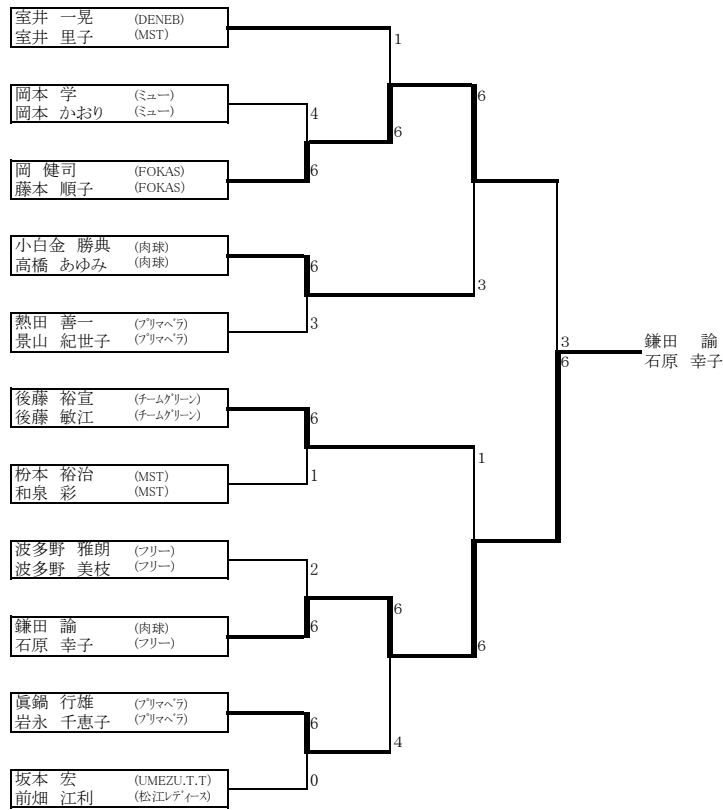 室井 一晃 (DENEB)
室井 里子 (MST)
1
岡本 学 (ミュー)
岡本 かおり (ミュー)
4
6
6
岡 健司 (FOKAS)
藤本 順子 (FOKAS)
6
小白金 勝典 (肉球)
高橋 あゆみ (肉球)
6
3
熱田 善一 (プリマベラ)
景山 紀世子 (プリマベラ)
3
3
6
鎌田 諭
石原 幸子
後藤 裕宣 (チームグリーン)
後藤 敏江 (チームグリーン)
6
1
枌本 裕治 (MST)
和泉 彩 (MST)
1
波多野 雅朗 (フリー)
波多野 美枝 (フリー)
2
6
鎌田 諭 (肉球)
石原 幸子 (フリー)
6
6
眞鍋 行雄 (プリマベラ)
岩永 千恵子 (プリマベラ)
6
4
坂本 宏 (UMEZU.T.T)
前畑 江利 (松江レディース)
0